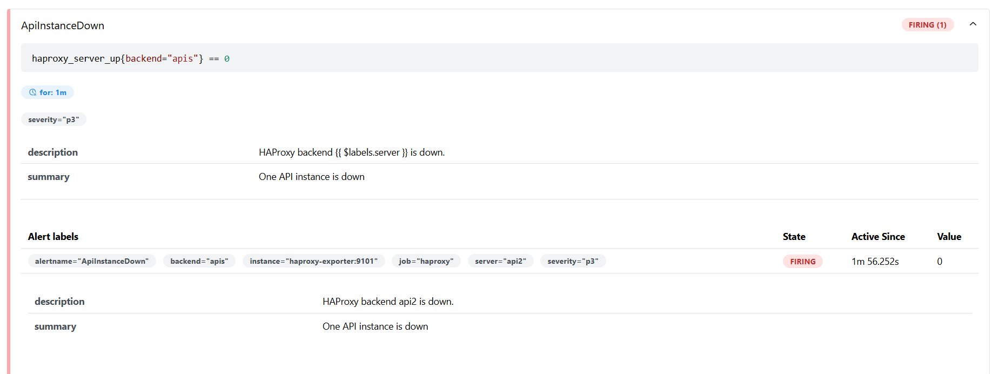 ApiInstanceDown FIRING (1)
haproxy_server_up{backend="apis"} == 0
for: 1m
severity="p3"
description HAProxy backend {{ $labels.server }} is down.
summary One API instance is down
Alert labels State Active Since Value
alertname="ApiInstanceDown" backend="apis" instance="haproxy-exporter:9101" job="haproxy" server="api2" severity="p3" FIRING 1m 56.252s 0
description HAProxy backend api2 is down.
summary One API instance is down